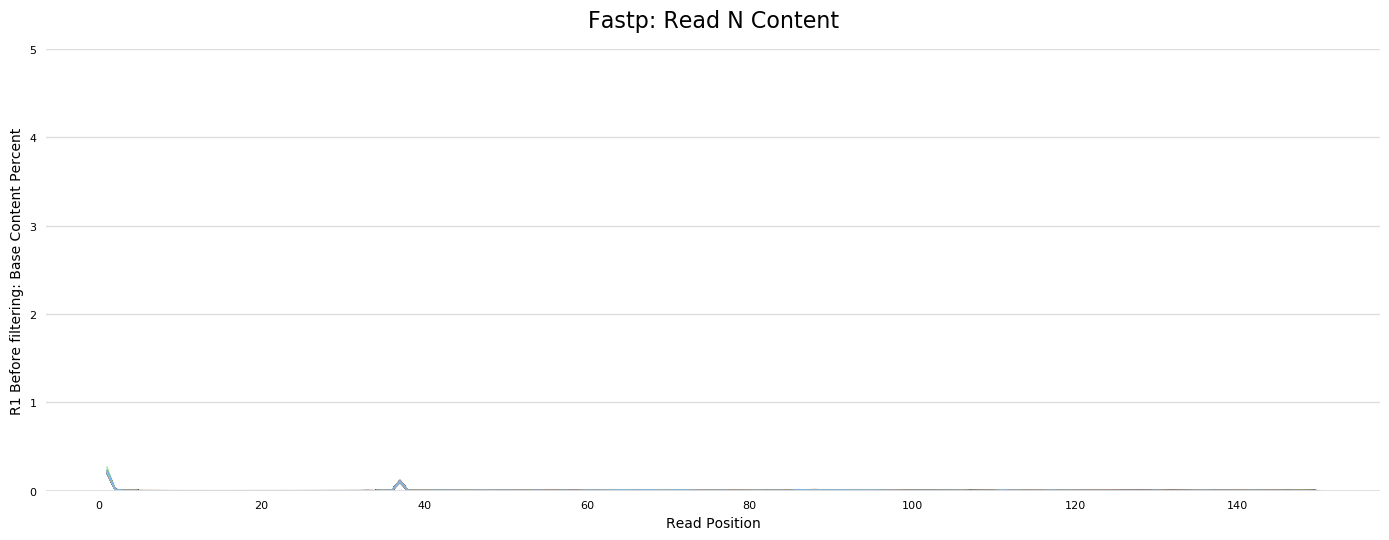 Fastp: Read N Content
R1 Before filtering: Base Content Percent
5
4
3
2
1
0
0 20 40 60 80 100 120 140
Read Position